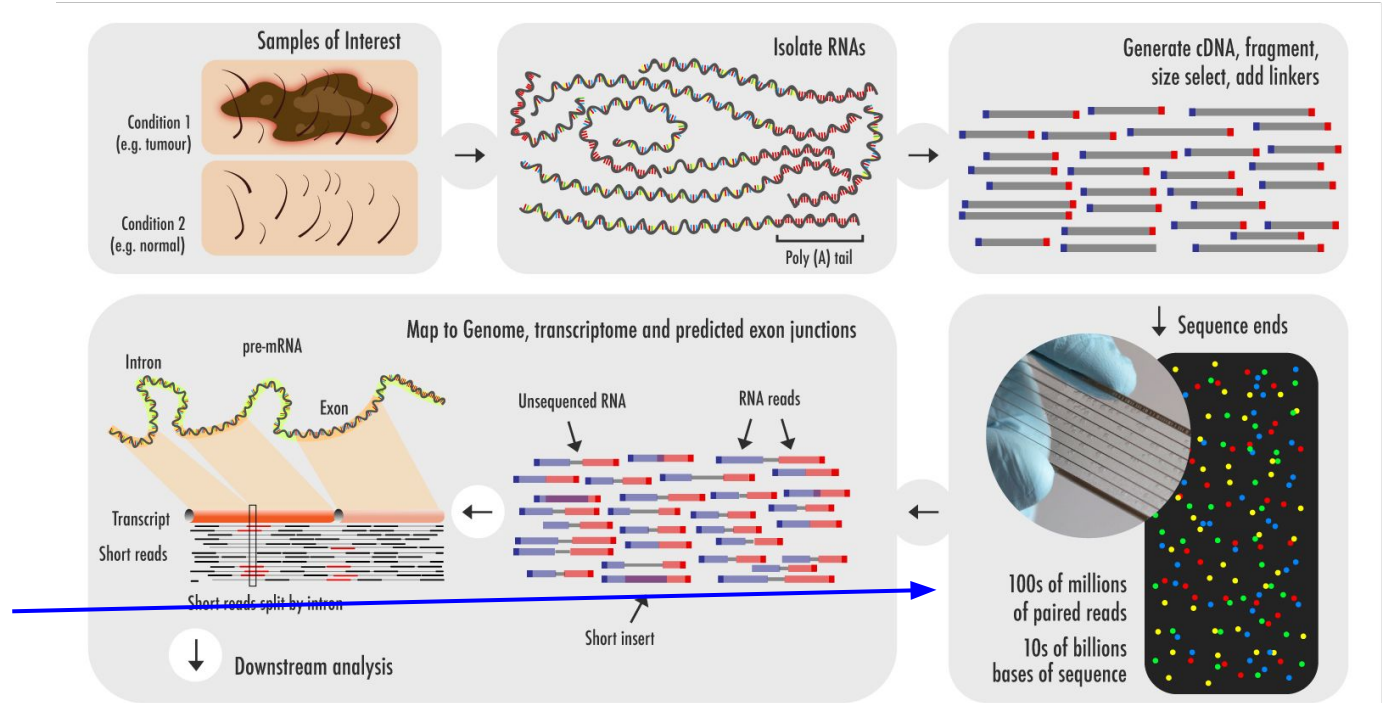 Samples of Interest
Condition 1
(e.g. tumour)
Condition 2
(e.g. normal)
Isolate RNAs
Poly (A) tail
Generate cDNA, fragment,
size select, add linkers
Sequence ends
100s of millions
of paired reads
10s of billions
bases of sequence
Map to Genome, transcriptome and predicted exon junctions
Unsequenced RNA
RNA reads
Short insert
pre-mRNA
Intron
Exon
Transcript
Short reads
Short reads split by intron
Downstream analysis